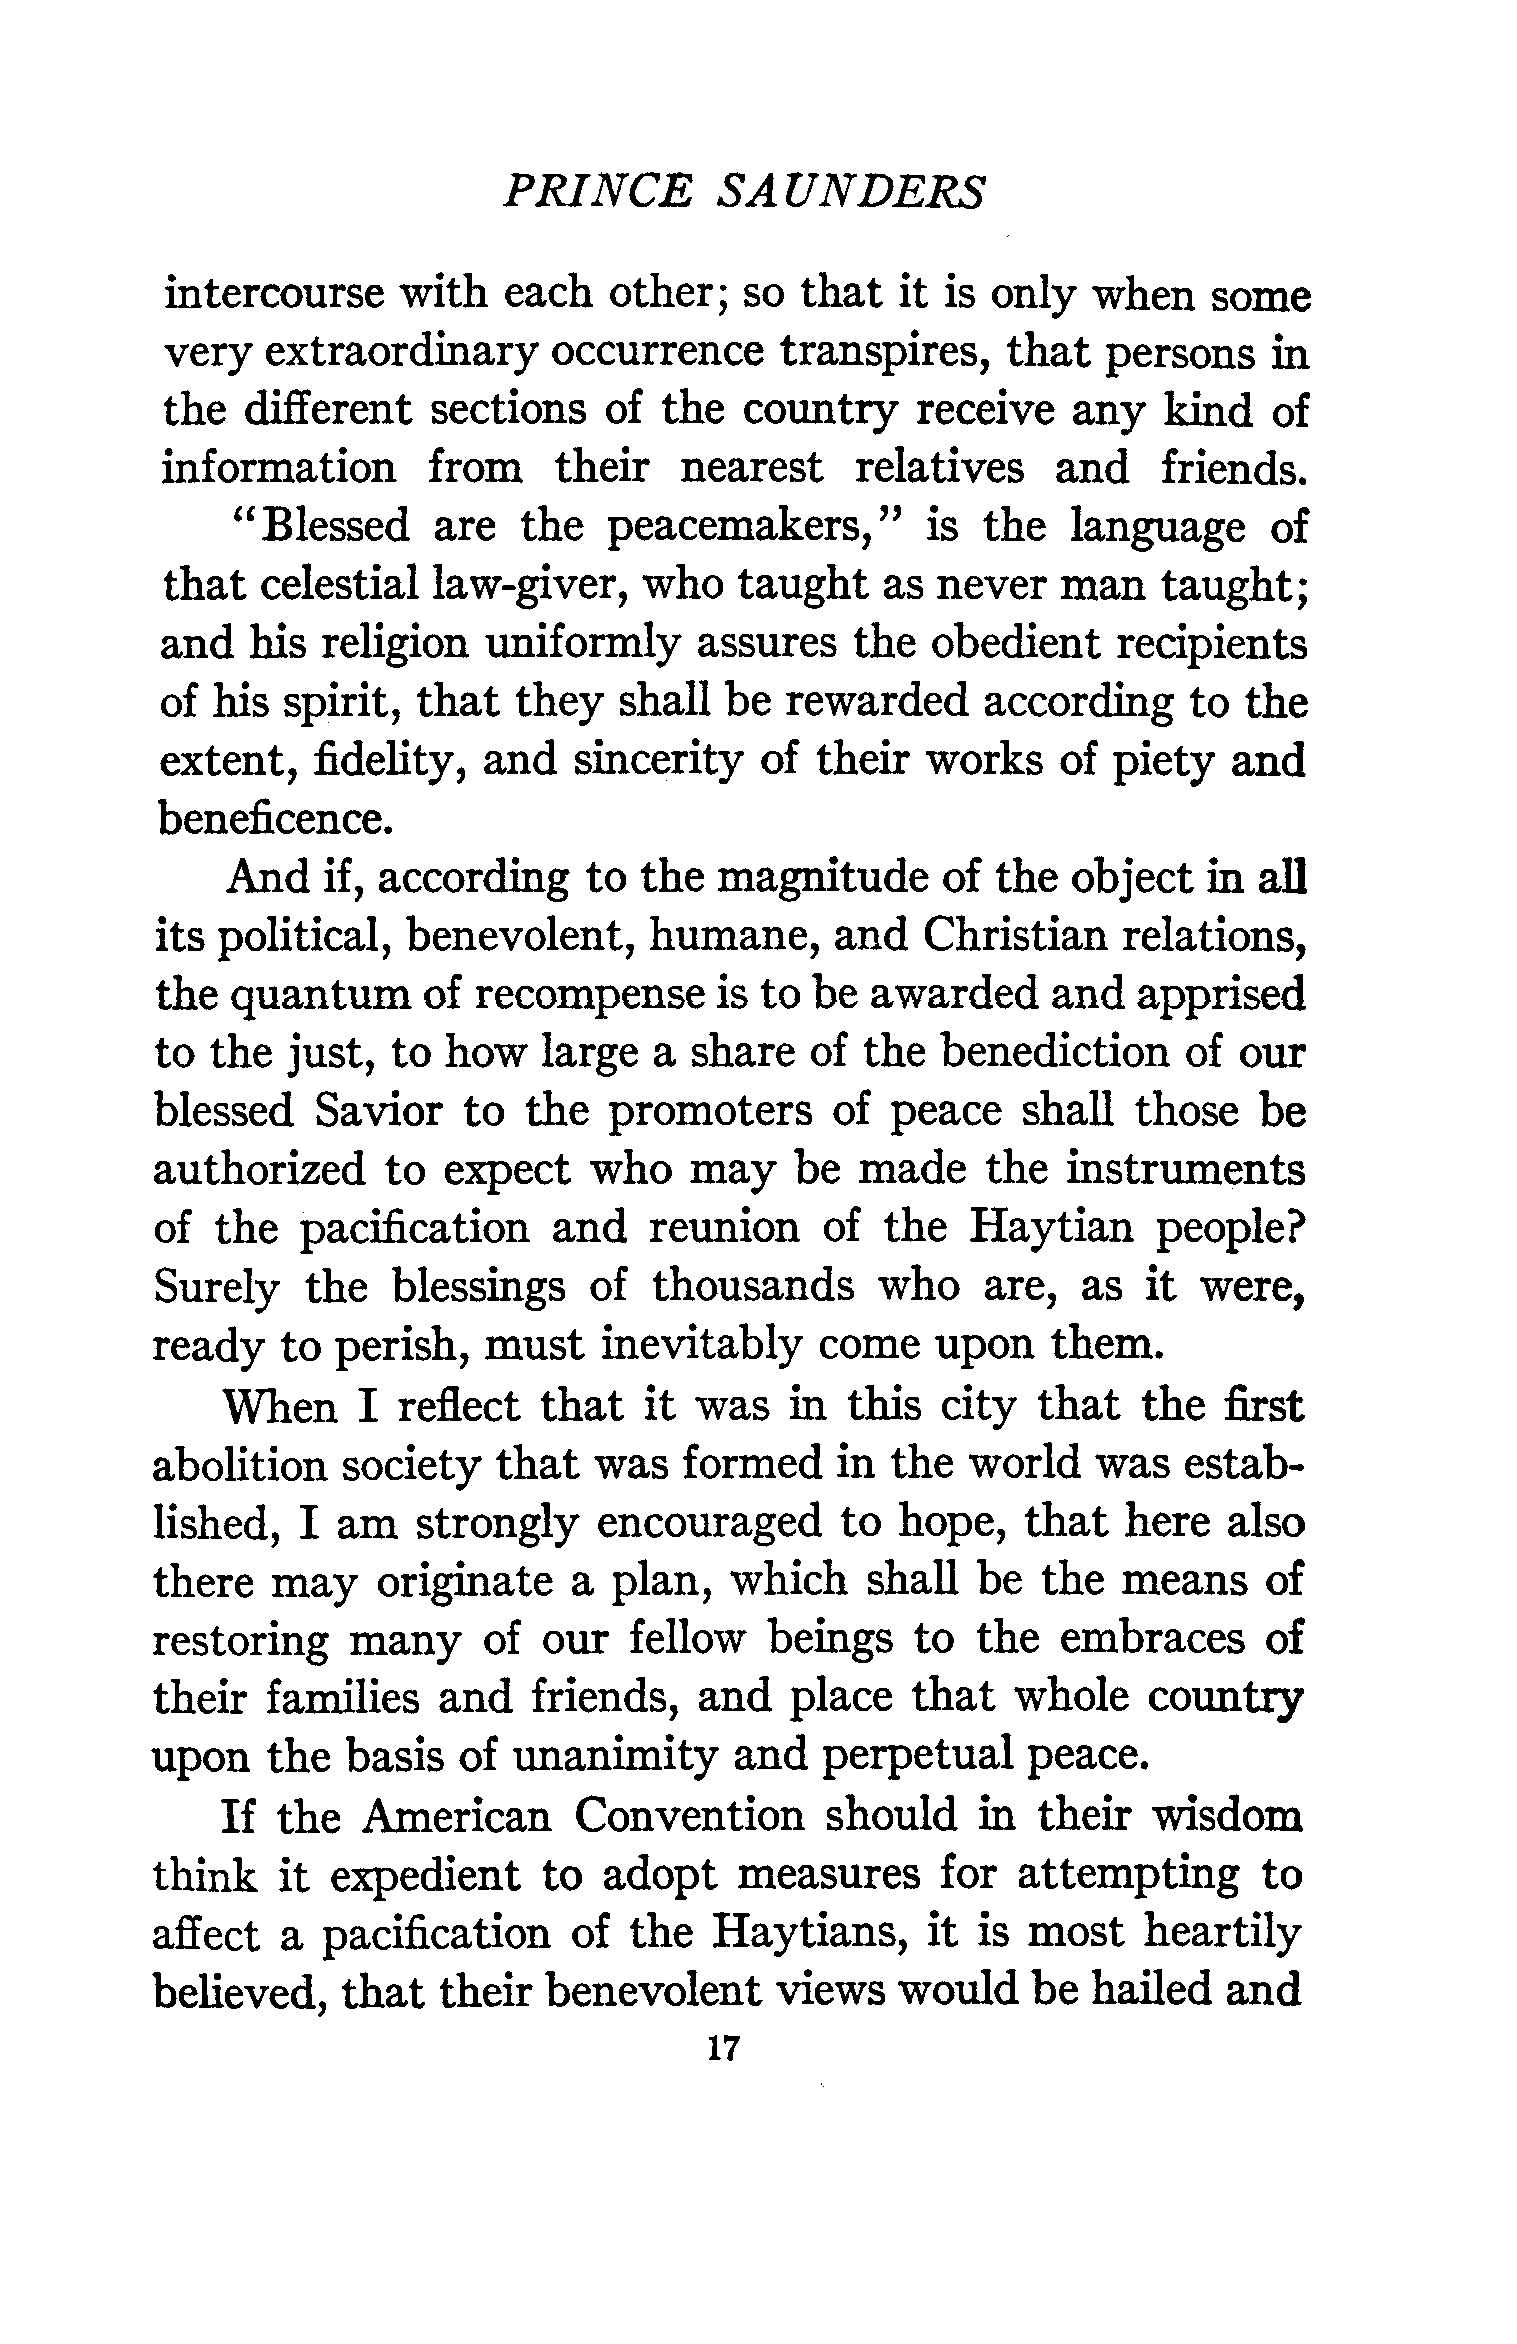 PRINCE SAUNDERS
intercourse with each other; so that it is only when some
very extraordinary occurrence transpires, that persons in
the different sections of the country receive any kind of
information from their nearest relatives and friends.
“Blessed are the peacemakers,” is the language of
that celestial law-giver, who taught as never man taught;
and his religion uniformly assures the obedient recipients
of his spirit, that they shall be rewarded according to the
extent, fidelity, and sincerity of their works of piety and
beneficence.
And if, according to the magnitude of the object in all
its political, benevolent, humane, and Christian relations,
the quantum of recompense is to be awarded and apprised
to the just, to how large a share of the benediction of our
blessed Savior to the promoters of peace shall those be
authorized to expect who may be made the instruments
of the pacification and reunion of the Haytian people?
Surely the blessings of thousands who are, as it were,
ready to perish, must inevitably come upon them.
When I reflect that it was in this city that the first
abolition society that was formed in the world was estab-
lished, I am strongly encouraged to hope, that here also
there may originate a plan, which shall be the means of
restoring many of our fellow beings to the embraces of
their families and friends, and place that whole country
upon the basis of unanimity and perpetual peace.
If the American Convention should in their wisdom
think it expedient to adopt measures for attempting to
affect a pacification of the Haytians, it is most heartily
believed, that their benevolent views would be hailed and
17